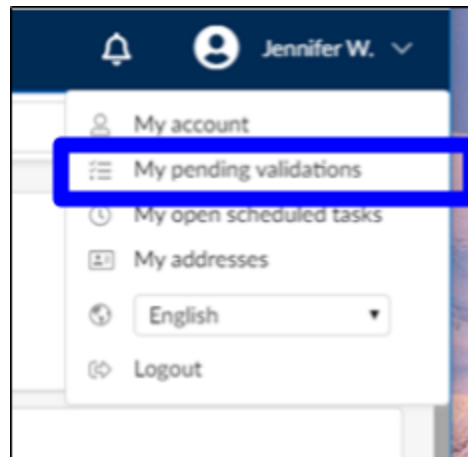 Jennifer W.
My account
My pending validations
My open scheduled tasks
My addresses
English
Logout